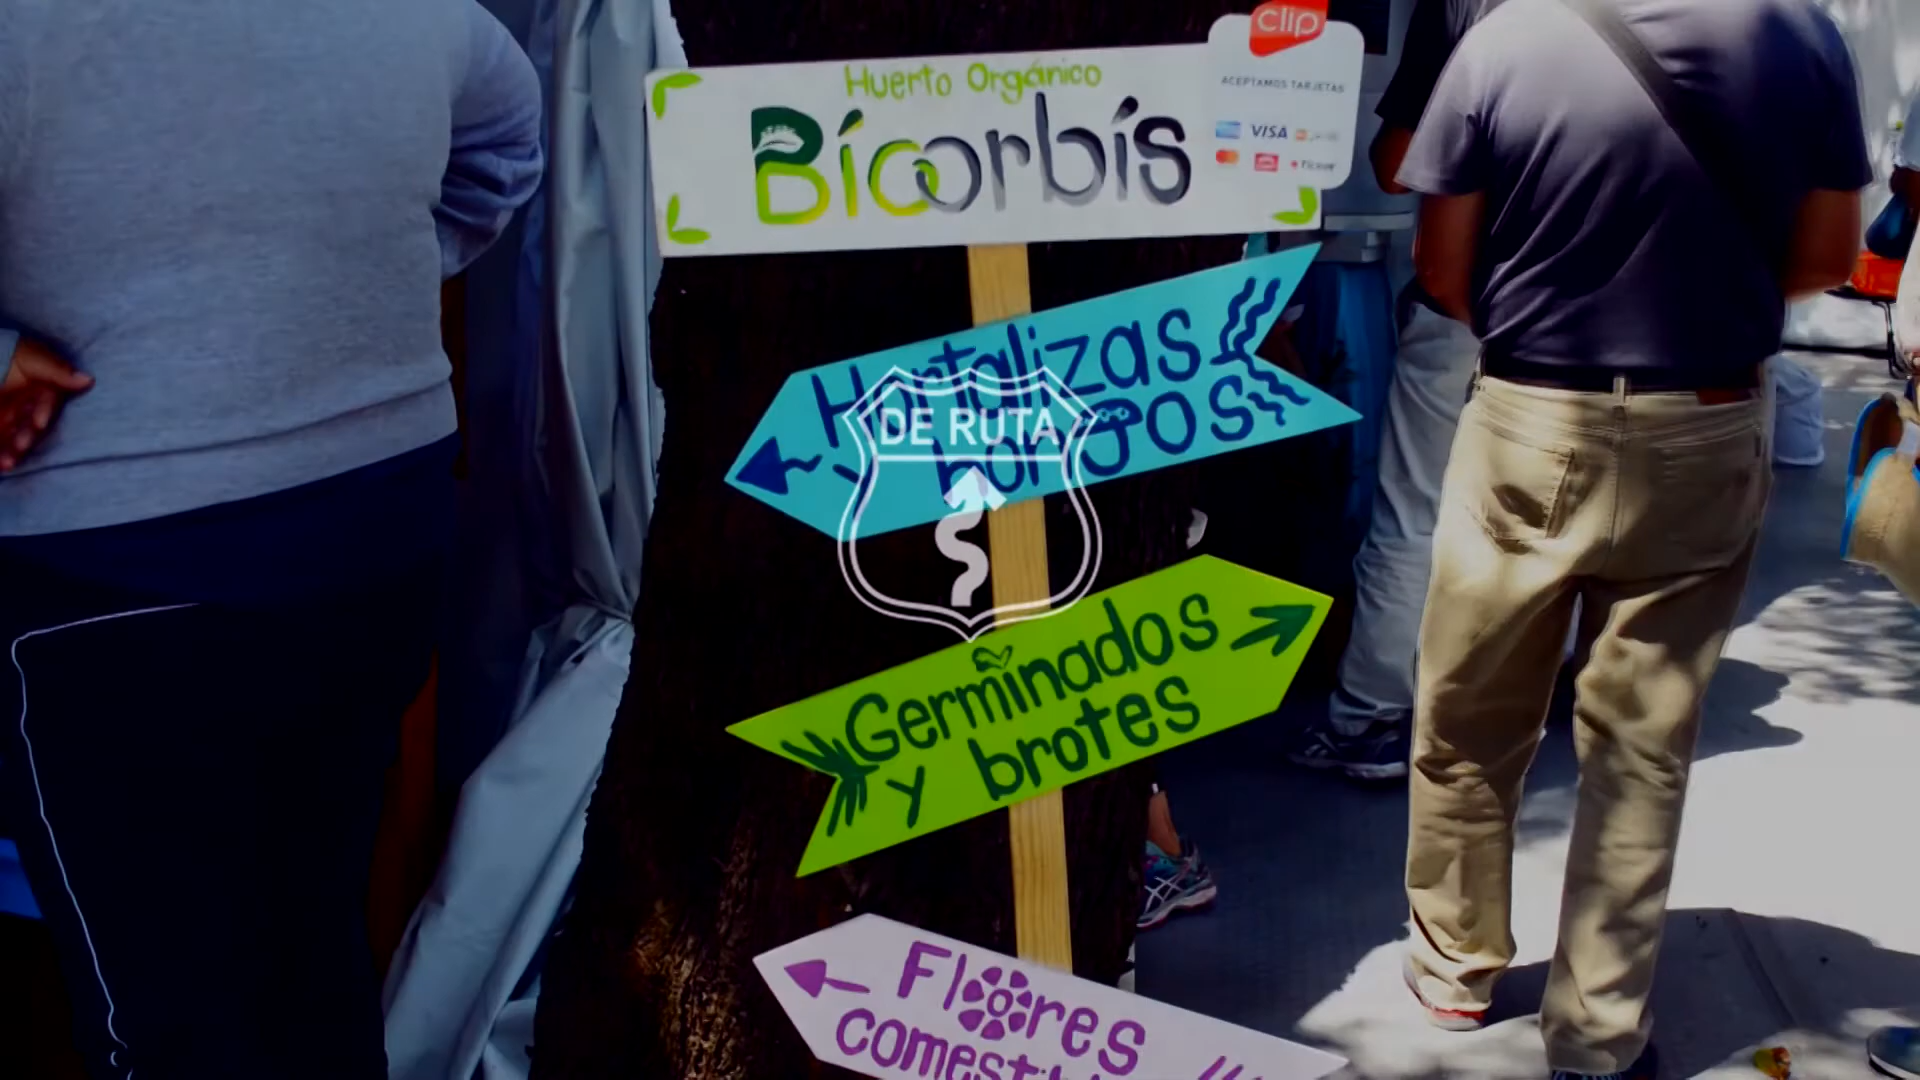 clip
ACEPTAMOS TARJETAS
VISA
Huerto Orgánico
Bíoorbís
Hortalizas
y hongos
DE RUTA
Germinados
y brotes
Flores